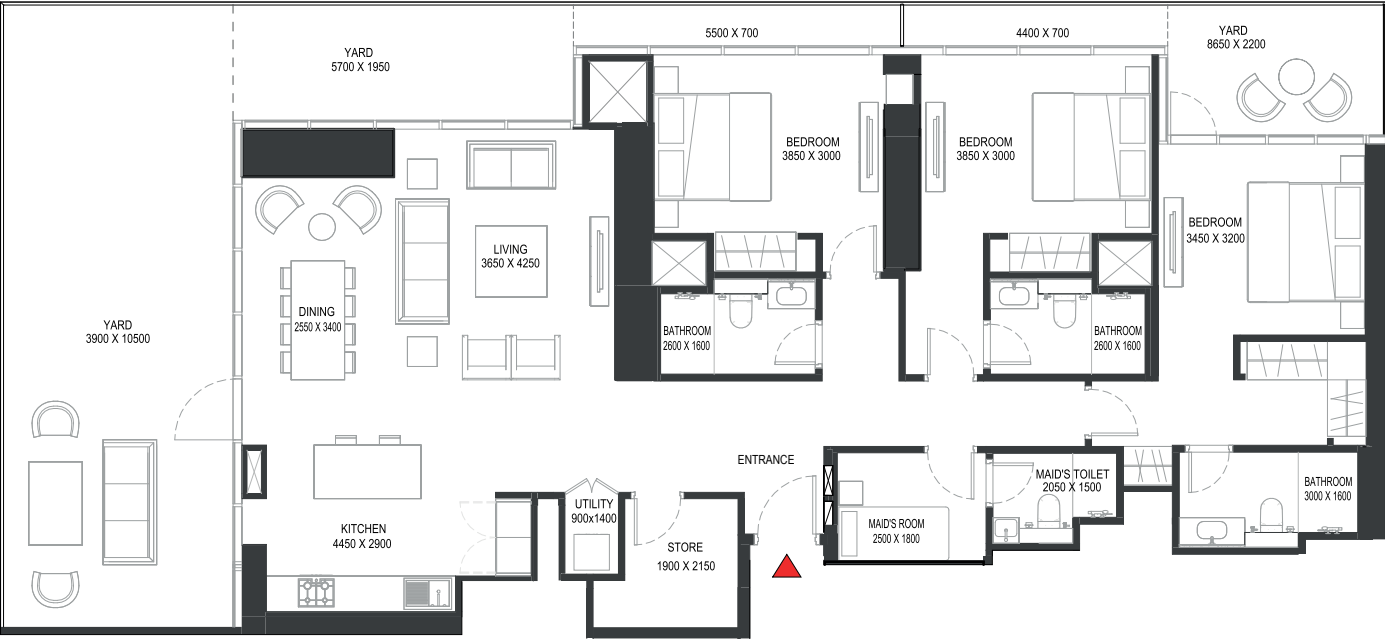 5500 X 700
4400 X 700
YARD
8650 X 2200
YARD
5700 X 1950
BEDROOM
3850 X 3000
BEDROOM
3850 X 3000
BEDROOM
3450 X 3200
LIVING
3650 X 4250
DINING
2550 X 3400
YARD
3900 X 10500
BATHROOM
2600 X 1600
BATHROOM
2600 X 1600
ENTRANCE
MAID'S TOILET
2050 X 1500
BATHROOM
3000 X 1600
UTILITY
900x1400
KITCHEN
4450 X 2900
MAID'S ROOM
2500 X 1800
STORE
1900 X 2150